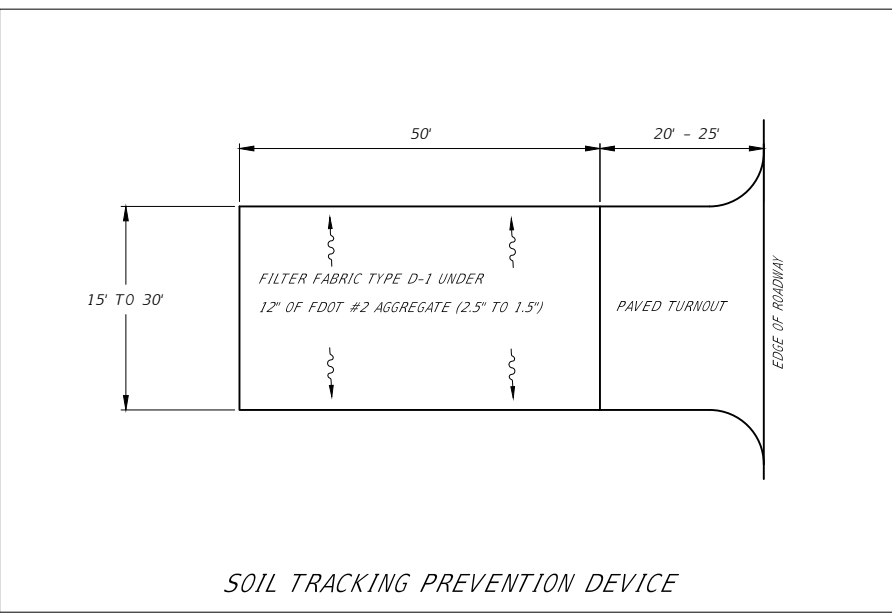 50'
20' - 25'
15' TO 30'
FILTER FABRIC TYPE D-1 UNDER
12" OF FDOT #2 AGGREGATE (2.5" TO 1.5")
PAVED TURNOUT
EDGE OF ROADWAY
SOIL TRACKING PREVENTION DEVICE